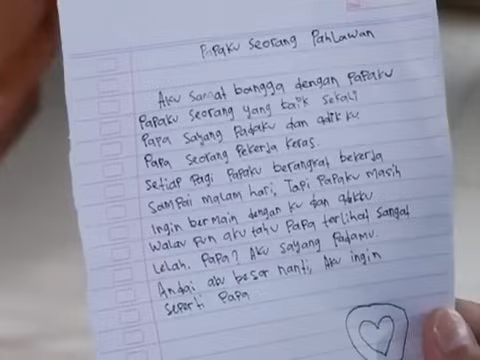 Papaku Seorang Pahlawan
Aku Sangat bangga dengan PaPaku
PaPaku Seorang yang baik Sekali
Papa Sayang Padaku dan adik ku
Papa Seorang Pekerja Keras.
Setiap Pagi Papaku berangkat bekerja
Sampai malam hari, Tapi Papaku masih
Ingin bermain dengan ku dan adikku
Walau Pun aku tahu Papa terlihat Sangat
Lelah. Papa? Aku Sayang Padamu.
Andai aku besar nanti, Aku ingin
Seperti Papa